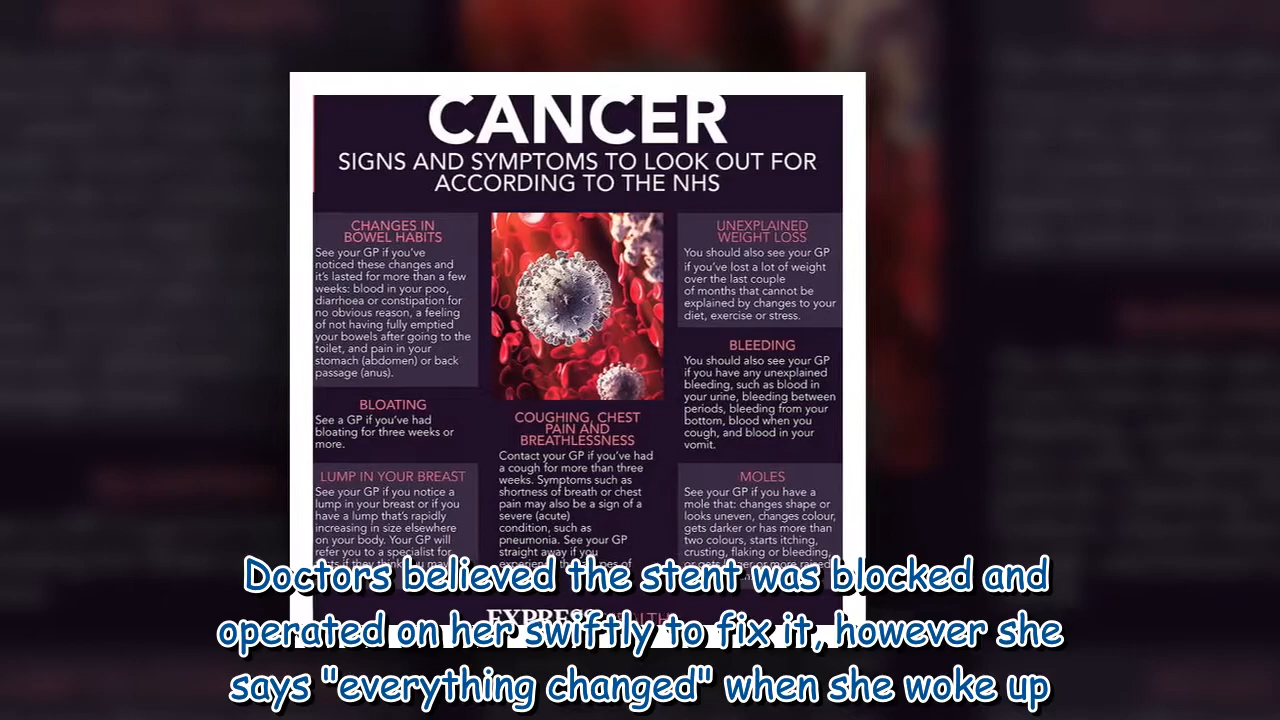 CANCER
SIGNS AND SYMPTOMS TO LOOK OUT FOR
ACCORDING TO THE NHS
CHANGES IN
BOWEL HABITS
See your GP if you've
noticed these changes and
it's lasted for more than a few
weeks: blood in your poo,
diarrhoea or constipation for
no obvious reason, a feeling
of not having fully emptied
your bowels after going to the
toilet, and pain in your
stomach (abdomen) or back
passage (anus).
BLOATING
See a GP if you've had
bloating for three weeks or
more.
LUMP IN YOUR BREAST
See your GP if you notice a
lump in your breast or if you
have a lump that's rapidly
increasing in size elsewhere
on your body. Your GP will
refer you to a specialist for
if they think
COUGHING, CHEST
PAIN AND
BREATHLESSNESS
Contact your GP if you've had
a cough for more than three
weeks. Symptoms such as
shortness of breath or chest
pain may also be a sign of a
severe (acute)
condition, such as
pneumonia. See your GP
straight away if you
of
UNEXPLAINED
WEIGHT LOSS
You should also see your GP
if you've lost a lot of weight
over the last couple
of months that cannot be
explained by changes to your
diet, exercise or stress.
BLEEDING
You should also see your GP
if you have any unexplained
bleeding, such as blood in
your urine, bleeding between
periods, bleeding from your
bottom, blood when you
cough, and blood in your
vomit.
MOLES
See your GP if you have a
mole that: changes shape or
looks uneven, changes colour,
gets darker or has more than
two colours, starts itching,
crusting, flaking or bleeding,
or gets larger or more raised
EXPRESS HEALTH
Doctors believed the stent was blocked and
operated on her swiftly to fix it, however she
says "everything changed" when she woke up